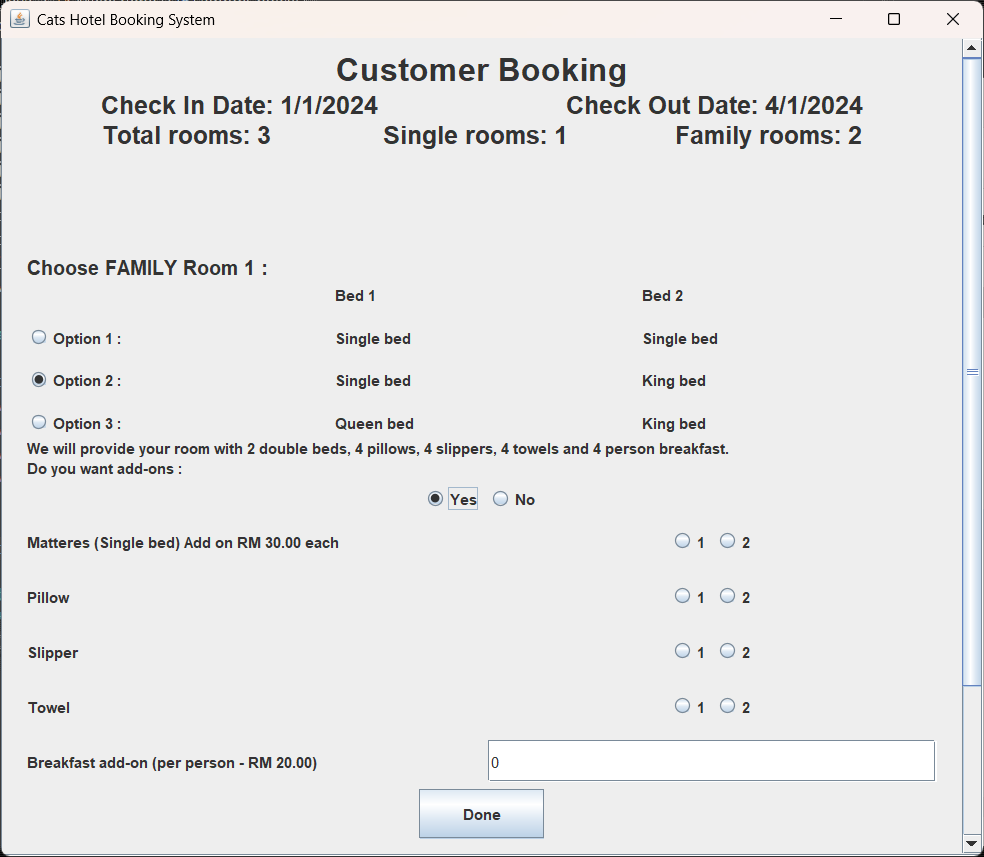 Cats Hotel Booking System
Customer Booking
Check In Date: 1/1/2024 Check Out Date: 4/1/2024
Total rooms: 3 Single rooms: 1 Family rooms: 2
Choose FAMILY Room 1 :
Bed 1 Bed 2
Option 1 : Single bed Single bed
Option 2 : Single bed King bed
Option 3 : Queen bed King bed
We will provide your room with 2 double beds, 4 pillows, 4 slippers, 4 towels and 4 person breakfast.
Do you want add-ons :
Yes No
Matteres (Single bed) Add on RM 30.00 each 1 2
Pillow 1 2
Slipper 1 2
Towel 1 2
Breakfast add-on (per person - RM 20.00) 0
Done